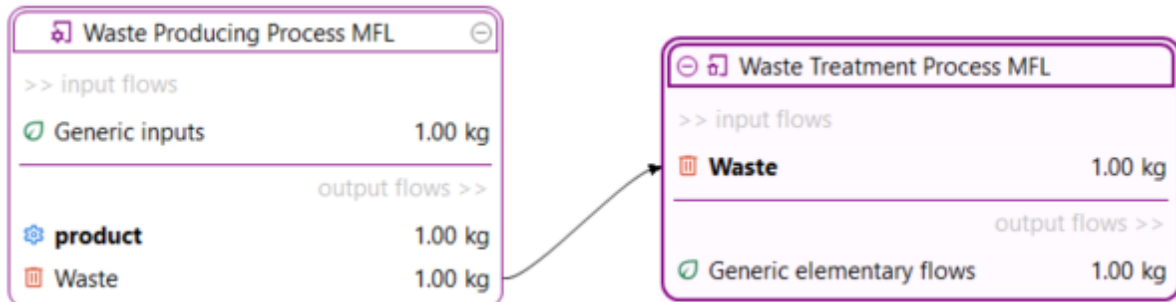 Waste Producing Process MFL
>> input flows
Generic inputs 1.00 kg
output flows >>
product 1.00 kg
Waste 1.00 kg
Waste Treatment Process MFL
>> input flows
Waste 1.00 kg
output flows >>
Generic elementary flows 1.00 kg